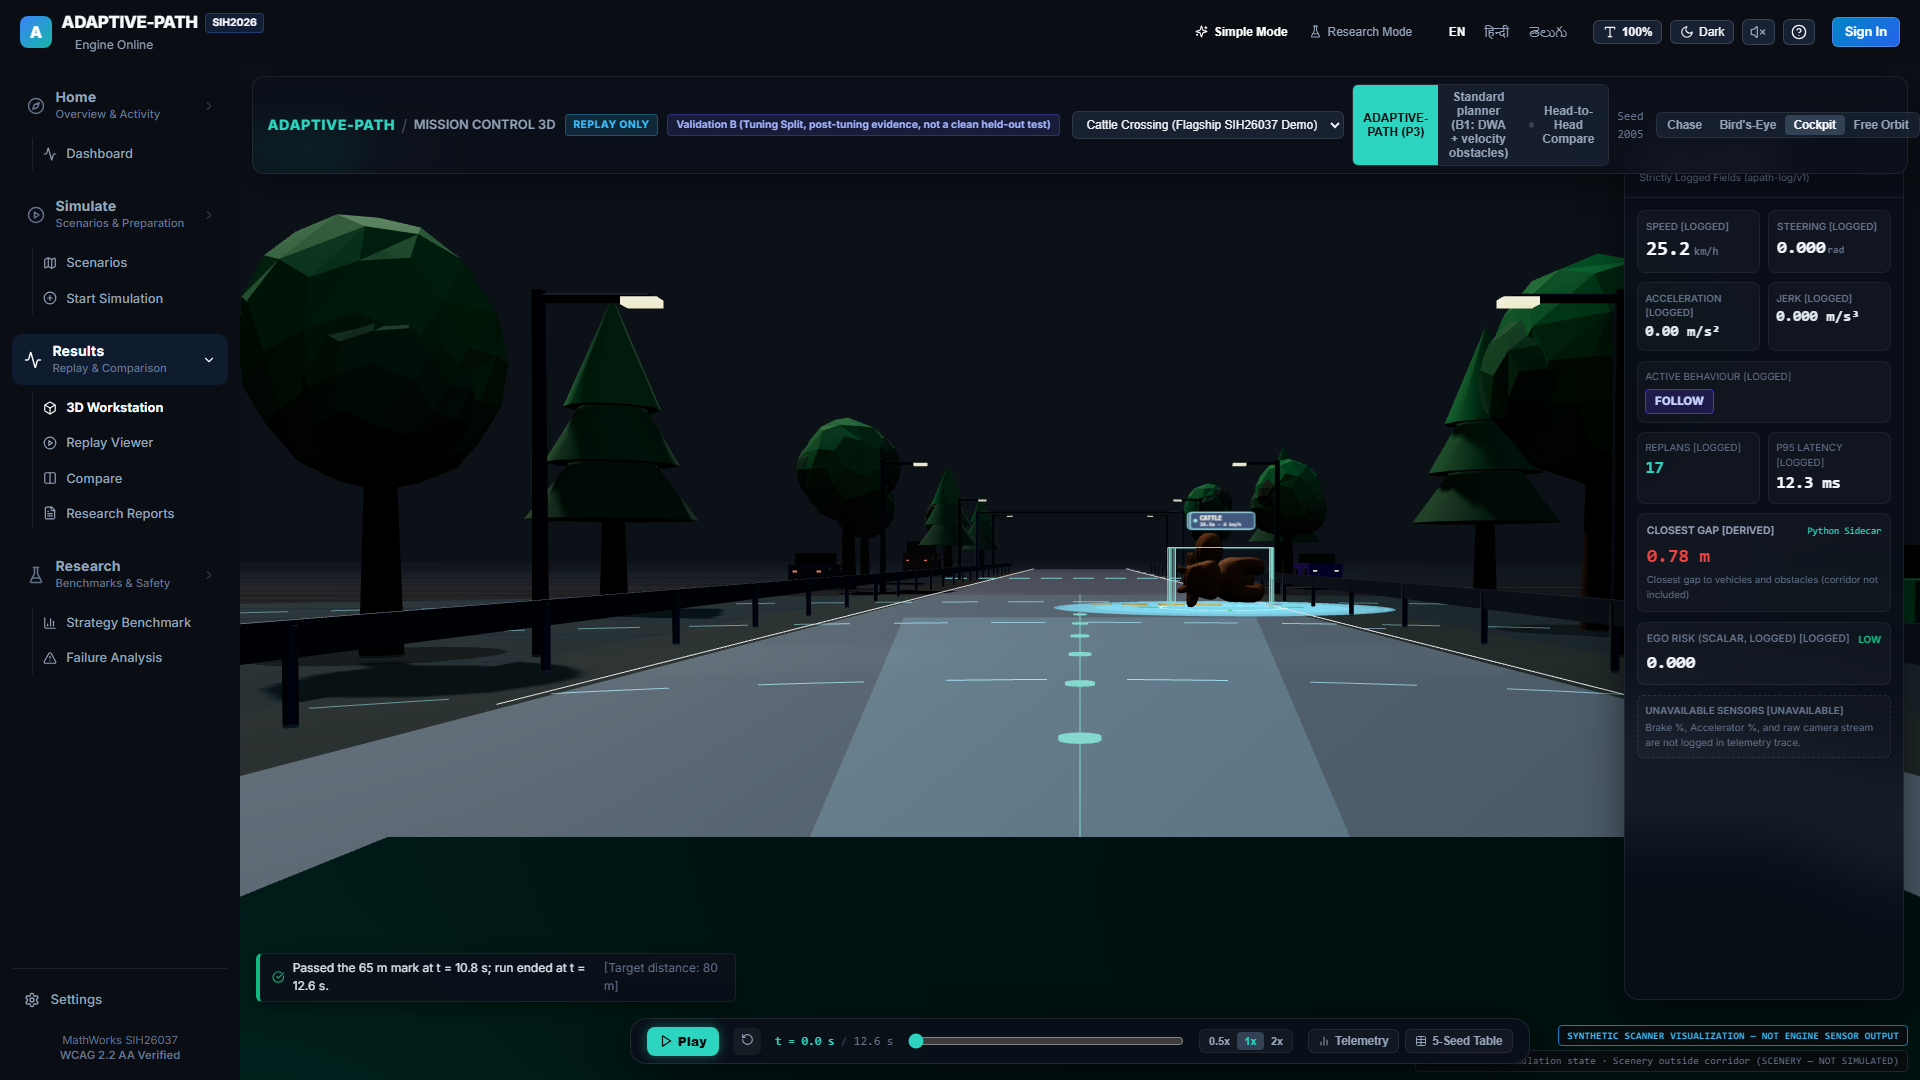 A
ADAPTIVE-PATH
SIH2026
Engine Online
Simple Mode
Research Mode
EN
हिन्दी
తెలుగు
100%
Dark
Sign In
Home
Overview & Activity
Dashboard
Simulate
Scenarios & Preparation
Scenarios
Start Simulation
Results
Replay & Comparison
3D Workstation
Replay Viewer
Compare
Research Reports
Research
Benchmarks & Safety
Strategy Benchmark
Failure Analysis
Settings
MathWorks SIH26037
WCAG 2.2 AA Verified
ADAPTIVE-PATH / MISSION CONTROL 3D
REPLAY ONLY
Validation B (Tuning Split, post-tuning evidence, not a clean held-out test)
Cattle Crossing (Flagship SIH26037 Demo)
ADAPTIVE-
PATH (P3)
Standard
planner
(B1: DWA
+ velocity
obstacles)
Head-to-
Head
Compare
Seed
2005
Chase
Bird's-Eye
Cockpit
Free Orbit
Strictly Logged Fields (apath-log/v1)
SPEED [LOGGED]
25.2 km/h
STEERING [LOGGED]
0.000 rad
ACCELERATION
[LOGGED]
0.00 m/s²
JERK [LOGGED]
0.000 m/s³
ACTIVE BEHAVIOUR [LOGGED]
FOLLOW
REPLANS [LOGGED]
17
P95 LATENCY
[LOGGED]
12.3 ms
CLOSEST GAP [DERIVED]
Python Sidecar
0.78 m
Closest gap to vehicles and obstacles (corridor not
included)
EGO RISK (SCALAR, LOGGED) [LOGGED]
LOW
0.000
UNAVAILABLE SENSORS [UNAVAILABLE]
Brake %, Accelerator %, and raw camera stream
are not logged in telemetry trace.
CATTLE
Passed the 65 m mark at t = 10.8 s; run ended at t =
12.6 s.
[Target distance: 80
m]
Play
t = 0.0 s / 12.6 s
0.5x
1x
2x
Telemetry
5-Seed Table
SYNTHETIC SCANNER VISUALIZATION — NOT ENGINE SENSOR OUTPUT
state · Scenery outside corridor (SCENERY — NOT SIMULATED)